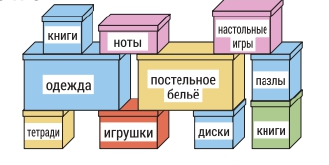 книги
ноты
настольные
игры
одежда
постельное
бельё
пазлы
тетради
игрушки
диски
книги